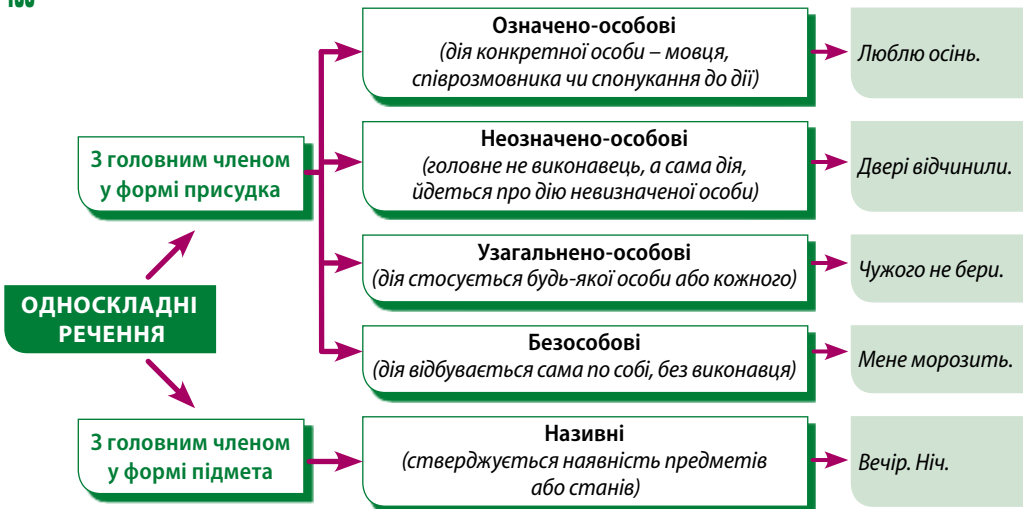 Означено-особові
(дія конкретної особи – мовця,
співрозмовника чи спонукання до дії)
Люблю осінь.
З головним членом
у формі присудка
Неозначено-особові
(головне не виконавець, а сама дія,
йдеться про дію невизначеної особи)
Двері відчинили.
Узагальнено-особові
(дія стосується будь-якої особи або кожного)
Чужого не бери.
ОДНОСКЛАДНІ
РЕЧЕННЯ
Безособові
(дія відбувається сама по собі, без виконавця)
Мене морозить.
З головним членом
у формі підмета
Називні
(стверджується наявність предметів
або станів)
Вечір. Ніч.